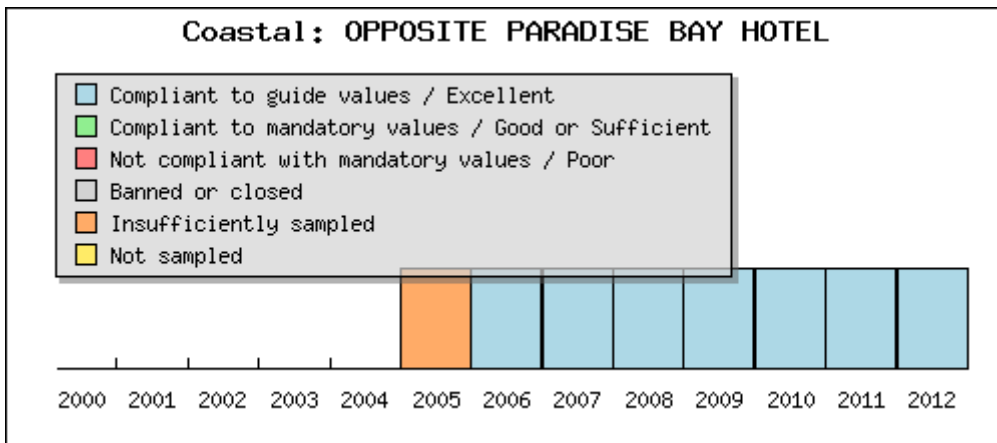 Coastal: OPPOSITE PARADISE BAY HOTEL
Compliant to guide values / Excellent
Compliant to mandatory values / Good or Sufficient
Not compliant with mandatory values / Poor
Banned or closed
Insufficiently sampled
Not sampled
2000 2001 2002 2003 2004 2005 2006 2007 2008 2009 2010 2011 2012